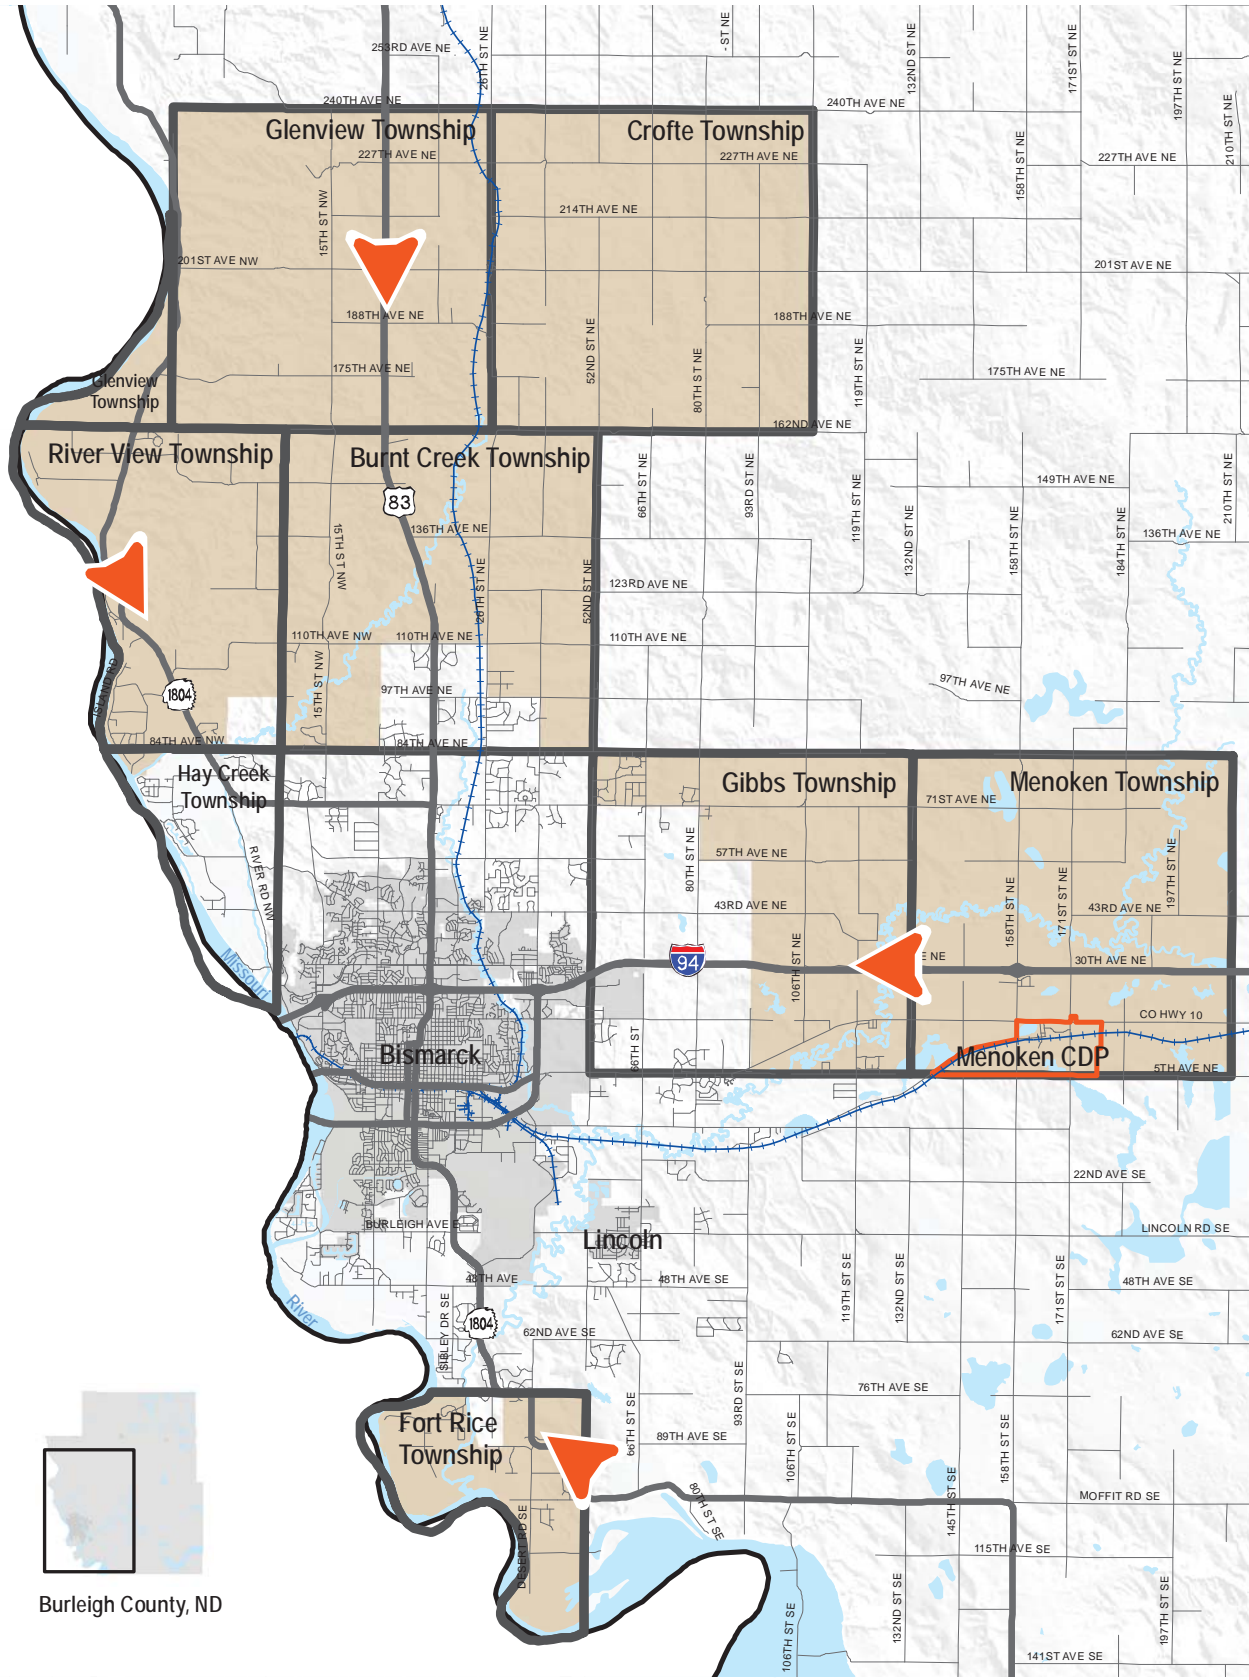 253RD AVE NE
26TH ST NE
- ST NE
132ND ST NE
171ST ST NE
197TH ST NE
210TH ST NE
240TH AVE NE
240TH AVE NE
Glenview Township
Crofte Township
227TH AVE NE
227TH AVE NE
227TH AVE NE
158TH ST NE
15TH ST NW
214TH AVE NE
201ST AVE NW
201ST AVE NE
188TH AVE NE
188TH AVE NE
52ND ST NE
80TH ST NE
119TH ST NE
175TH AVE NE
175TH AVE NE
Glenview
Township
162ND AVE NE
River View Township
Burnt Creek Township
83
66TH ST NE
93RD ST NE
149TH AVE NE
210TH ST NE
119TH ST NE
132ND ST NE
158TH ST NE
184TH ST NE
136TH AVE NE
136TH AVE NE
15TH ST NW
26TH ST NE
52ND ST NE
123RD AVE NE
110TH AVE NW
110TH AVE NE
110TH AVE NE
15TH ST NW
97TH AVE NE
97TH AVE NE
ISLAND RD
1804
84TH AVE NW
84TH AVE NE
Hay Creek
Township
Gibbs Township
Menoken Township
71ST AVE NE
57TH AVE NE
80TH ST NE
197TH ST NE
RIVER RD NW
43RD AVE NE
158TH ST NE
171ST ST NE
43RD AVE NE
Missouri
94
106TH ST NE
E NE
30TH AVE NE
CO HWY 10
66TH ST
Bismarck
Menoken CDP
5TH AVE NE
22ND AVE SE
BURLEIGH AVE E
Lincoln
LINCOLN RD SE
48TH AVE
48TH AVE SE
119TH ST SE
132ND ST SE
171ST ST SE
48TH AVE SE
River
SIBLEY DR SE
1804
62ND AVE SE
62ND AVE SE
76TH AVE SE
93RD ST SE
Fort Rice
Township
66TH ST SE
89TH AVE SE
106TH ST SE
158TH ST SE
80TH ST SE
145TH ST SE
MOFFIT RD SE
DESERT RD SE
115TH AVE SE
132ND ST SE
197TH ST SE
106TH ST SE
141ST AVE SE
Burleigh County, ND